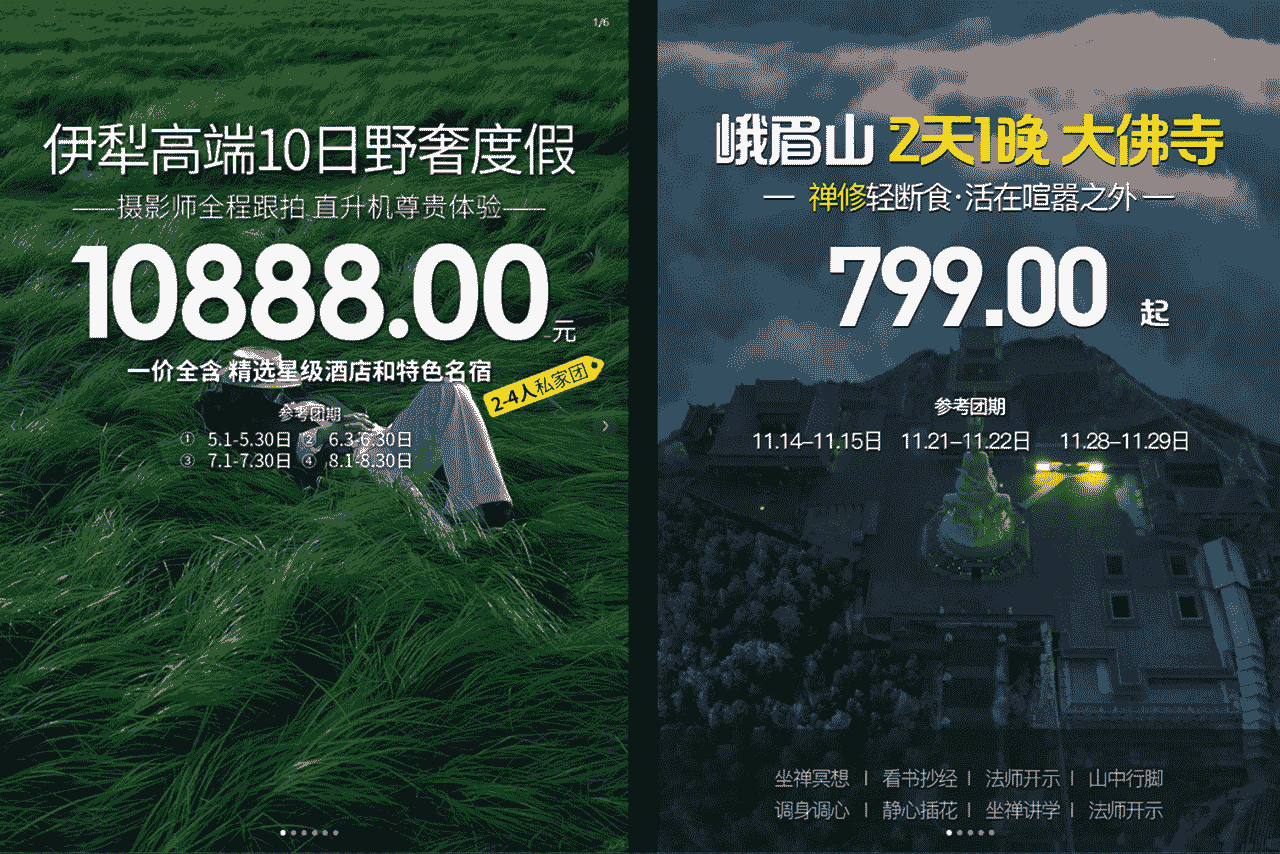 1/6
伊犁高端10日野奢度假
摄影师全程跟拍 直升机尊贵体验
10888.00元
一价全含 精选星级酒店和特色名宿
2-4人私家团
参考团期
① 5.1-5.30日 ② 6.3-6.30日
③ 7.1-7.30日 ④ 8.1-8.30日
峨眉山 2天1晚 大佛寺
— 禅修轻断食·活在喧嚣之外 —
799.00 起
参考团期
11.14–11.15日 11.21–11.22日 11.28–11.29日
坐禅冥想 | 看书抄经 | 法师开示 | 山中行脚
调身调心 | 静心插花 | 坐禅讲学 | 法师开示